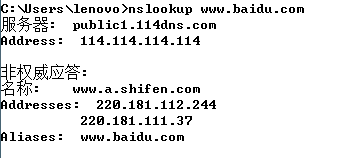 C:\Users\lenovo>nslookup www.baidu.com
服务器:  public1.114dns.com
Address:  114.114.114.114
非权威应答:
名称:    www.a.shifen.com
Addresses:  220.181.112.244
220.181.111.37
Aliases:  www.baidu.com